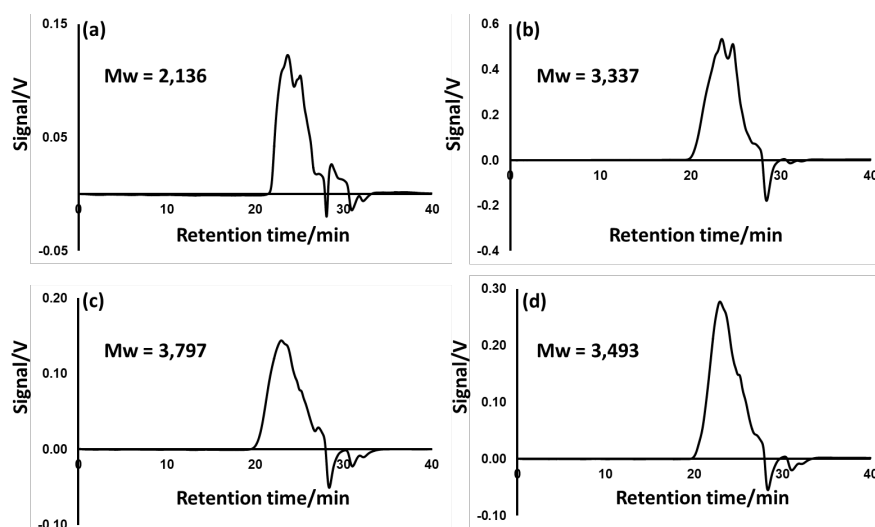 (a)
Mw = 2,136
Signal/V
0.15
0.05
-0.05
0 10 20 30 40
Retention time/min
(b)
Mw = 3,337
Signal/V
0.6
0.4
0.2
0.0
-0.2
-0.4
0 10 20 30 40
Retention time/min
(c)
Mw = 3,797
Signal/V
0.20
0.10
0.00
-0.10
0 10 20 30 40
Retention time/min
(d)
Mw = 3,493
Signal/V
0.30
0.20
0.10
0.00
-0.10
0 10 20 30 40
Retention time/min